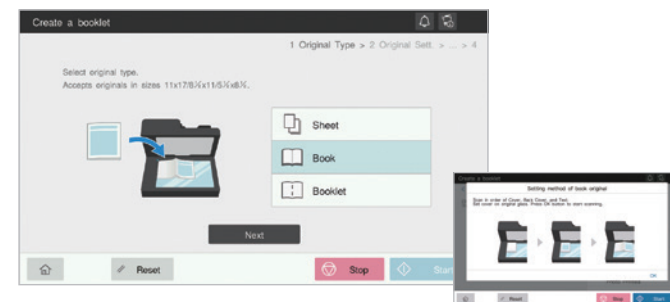 Create a booklet
1 Original Type > 2 Original Sett. > ... > 4
Select original type.
Accepts originals in sizes 11x17/8½x11/5½x8½.
Sheet
Book
Booklet
Next
Reset
Stop
Start
Create a booklet
Setting method of book original
Scan in order of Cover, Back Cover, and Text.
Set cover on original glass. Press OK button to start scanning.
OK
Reset
Stop
Start